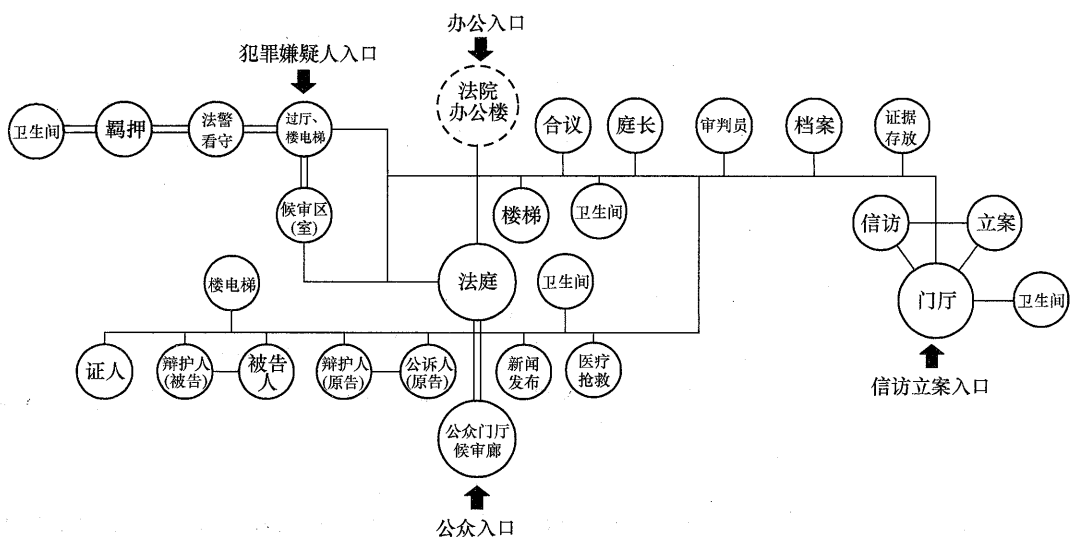 办公入口
犯罪嫌疑人入口
法院
办公楼
卫生间
羁押
法警
看守
过厅、
楼电梯
合议
庭长
审判员
档案
证据
存放
候审区
(室)
楼梯
卫生间
信访
立案
楼电梯
法庭
卫生间
门厅
卫生间
证人
辩护人
(被告)
被告
人
辩护人
(原告)
公诉人
(原告)
新闻
发布
医疗
抢救
信访立案入口
公众门厅
候审廊
公众入口